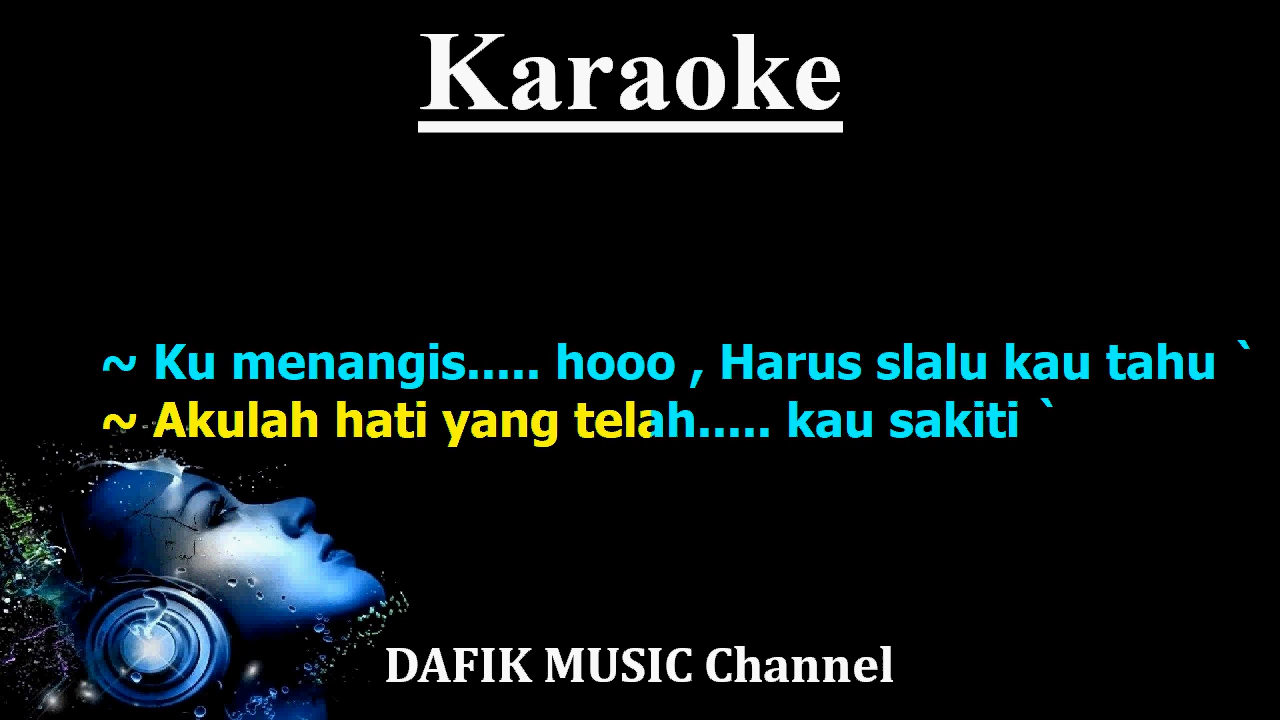 Karaoke
~ Ku menangis..... hooo , Harus slalu kau tahu `
~ Akulah hati yang telah..... kau sakiti `
DAFIK MUSIC Channel